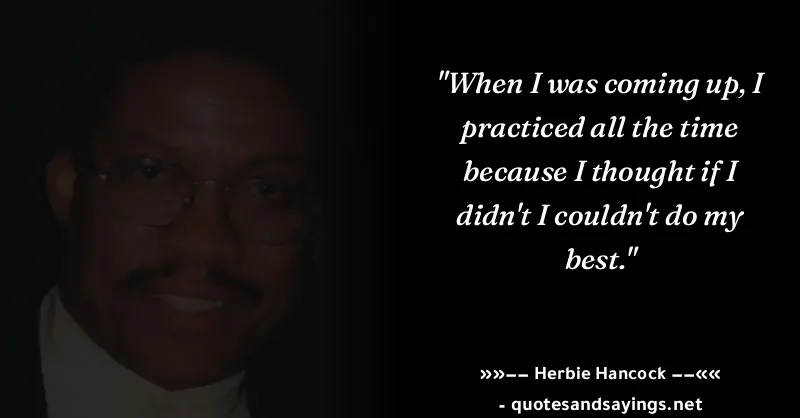 "When I was coming up, I
practiced all the time
because I thought if I
didn't I couldn't do my
best."
»»−− Herbie Hancock −−««
- quotesandsayings.net